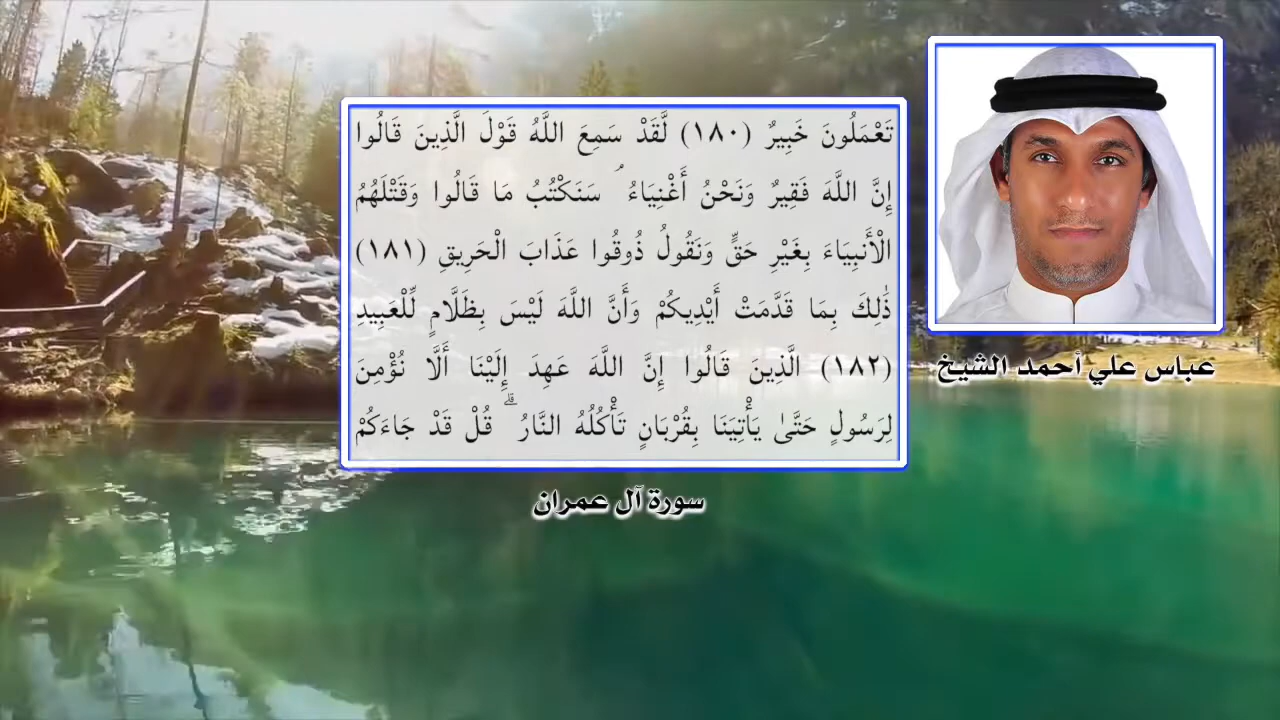 تَعْمَلُونَ خَبِيرٌ (١٨٠) لَّقَدْ سَمِعَ اللَّهُ قَوْلَ الَّذِينَ قَالُوا
إِنَّ اللَّهَ فَقِيرٌ وَنَحْنُ أَغْنِيَاءُ ۘ سَنَكْتُبُ مَا قَالُوا وَقَتْلَهُمُ
الْأَنبِيَاءَ بِغَيْرِ حَقٍّ وَنَقُولُ ذُوقُوا عَذَابَ الْحَرِيقِ (١٨١)
ذَٰلِكَ بِمَا قَدَّمَتْ أَيْدِيكُمْ وَأَنَّ اللَّهَ لَيْسَ بِظَلَّامٍ لِّلْعَبِيدِ
(١٨٢) الَّذِينَ قَالُوا إِنَّ اللَّهَ عَهِدَ إِلَيْنَا أَلَّا نُؤْمِنَ
لِرَسُولٍ حَتَّىٰ يَأْتِيَنَا بِقُرْبَانٍ تَأْكُلُهُ النَّارُ ۗ قُلْ قَدْ جَاءَكُمْ
عباس علي أحمد الشيخ
سورة آل عمران